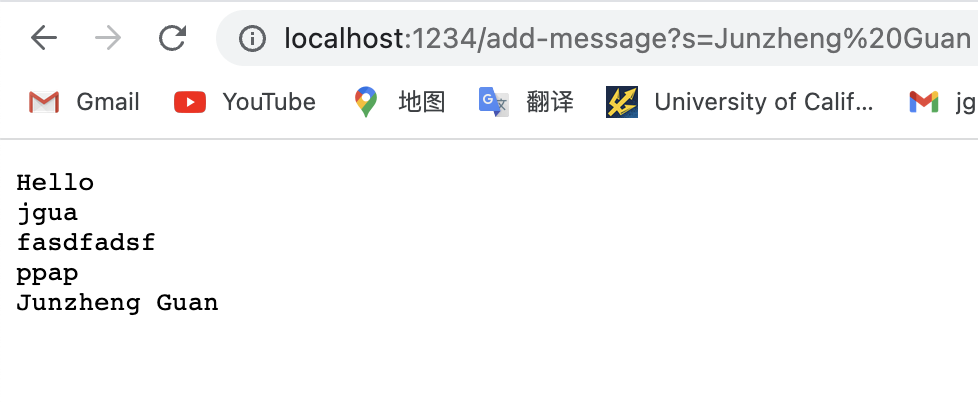 localhost:1234/add-message?s=Junzheng%20Guan
Gmail YouTube 地图 翻译 University of Calif... jg
Hello
jgua
fasdfadsf
ppap
Junzheng Guan